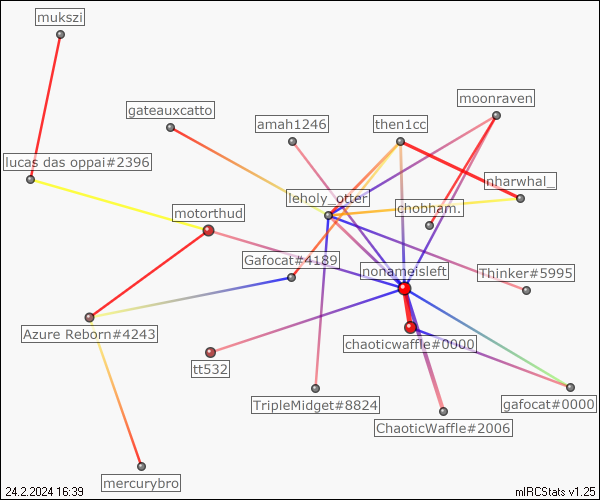 mukszi
moonraven
gateauxcatto
amah1246
then1cc
lucas das oppai#2396
nharwhal_
leholy_otter
chobham.
motorthud
Gafocat#4189
nonameisleft
Thinker#5995
Azure Reborn#4243
chaoticwaffle#0000
tt532
TripleMidget#8824
gafocat#0000
ChaoticWaffle#2006
mercurybro
24.2.2024 16:39
mIRCStats v1.25